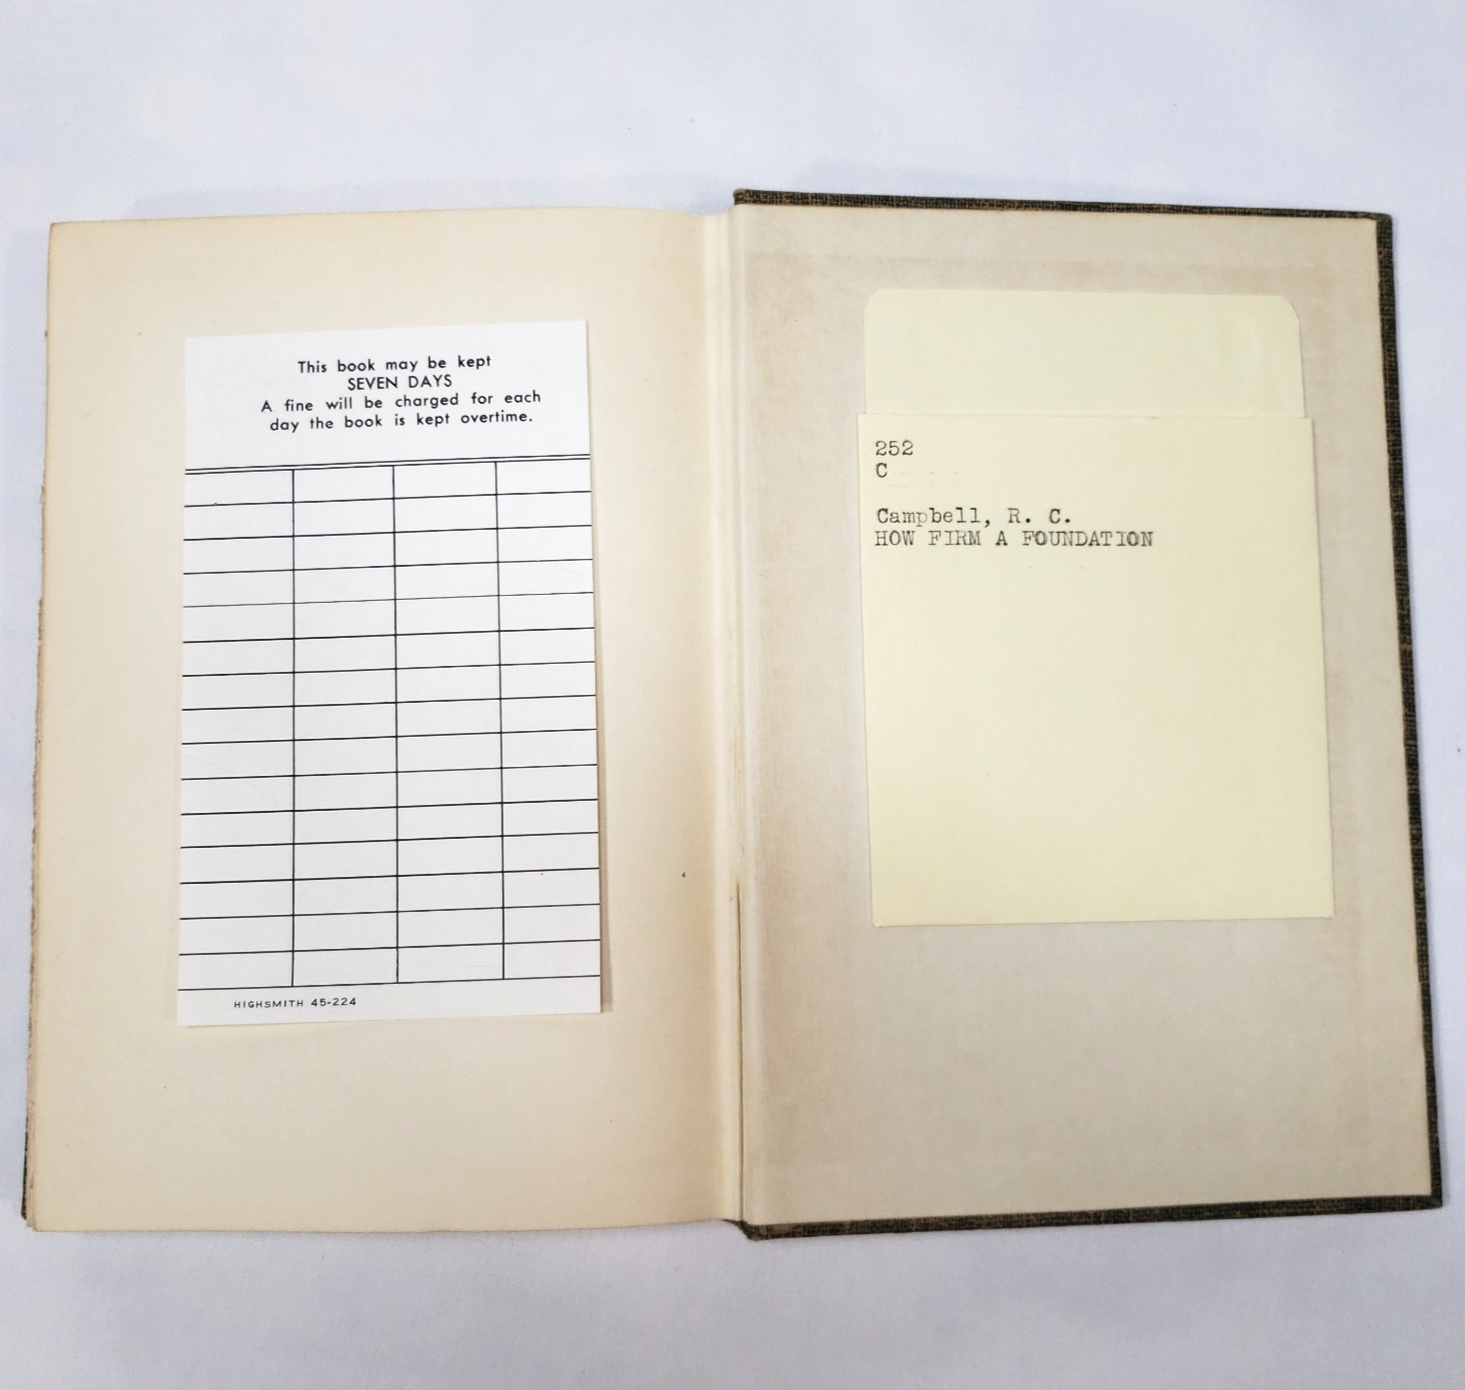 This book may be kept
SEVEN DAYS
A fine will be charged for each
day the book is kept overtime.
HIGHSMITH 45-224
252
C
Campbell, R. C.
HOW FIRM A FOUNDATION